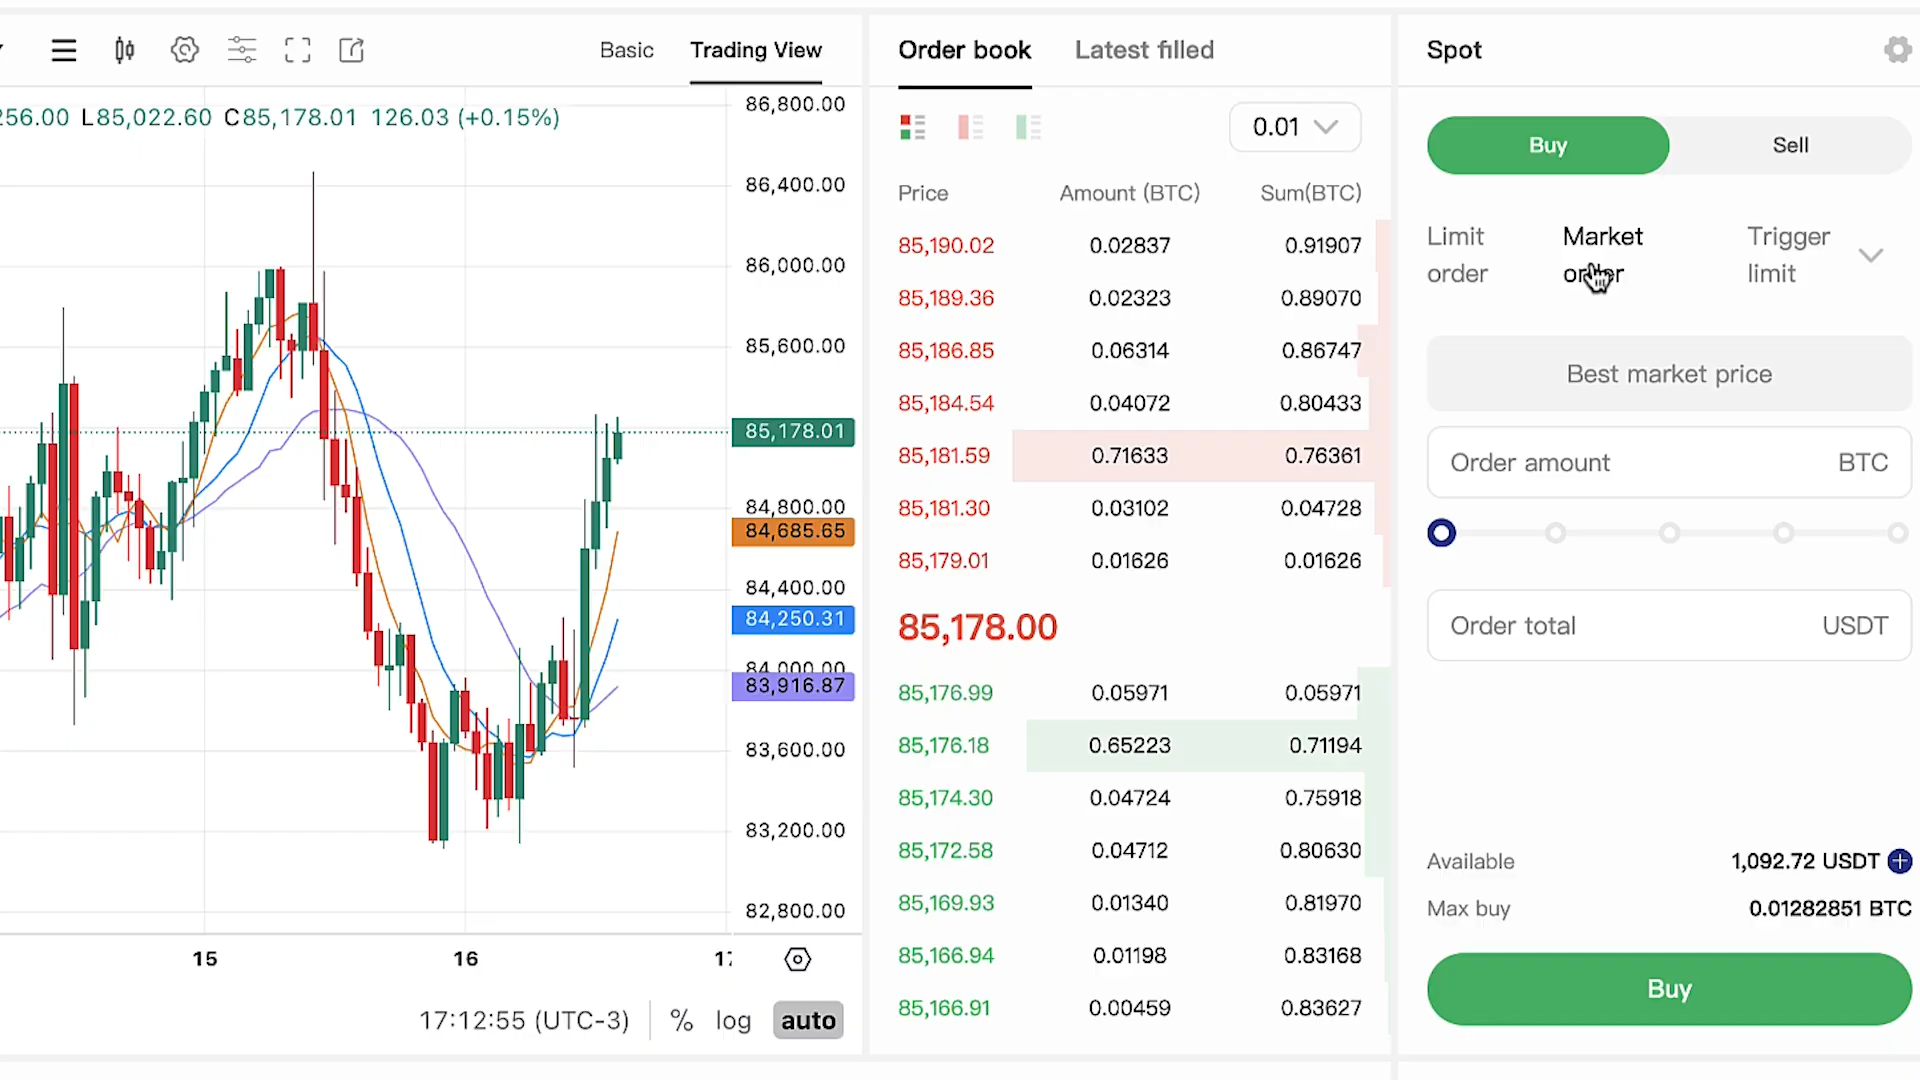 Basic
Trading View
256.00 L85,022.60 C85,178.01 126.03 (+0.15%)
86,800.00
86,400.00
86,000.00
85,600.00
85,178.01
84,800.00
84,685.65
84,400.00
84,250.31
84,000.00
83,916.87
83,600.00
83,200.00
82,800.00
15
16
17:12:55 (UTC-3)
%
log
auto
Order book
Latest filled
0.01
Price Amount (BTC) Sum(BTC)
85,190.02 0.02837 0.91907
85,189.36 0.02323 0.89070
85,186.85 0.06314 0.86747
85,184.54 0.04072 0.80433
85,181.59 0.71633 0.76361
85,181.30 0.03102 0.04728
85,179.01 0.01626 0.01626
85,178.00
85,176.99 0.05971 0.05971
85,176.18 0.65223 0.71194
85,174.30 0.04724 0.75918
85,172.58 0.04712 0.80630
85,169.93 0.01340 0.81970
85,166.94 0.01198 0.83168
85,166.91 0.00459 0.83627
Spot
Buy
Sell
Limit
order
Market
order
Trigger
limit
Best market price
Order amount BTC
Order total USDT
Available 1,092.72 USDT
Max buy 0.01282851 BTC
Buy